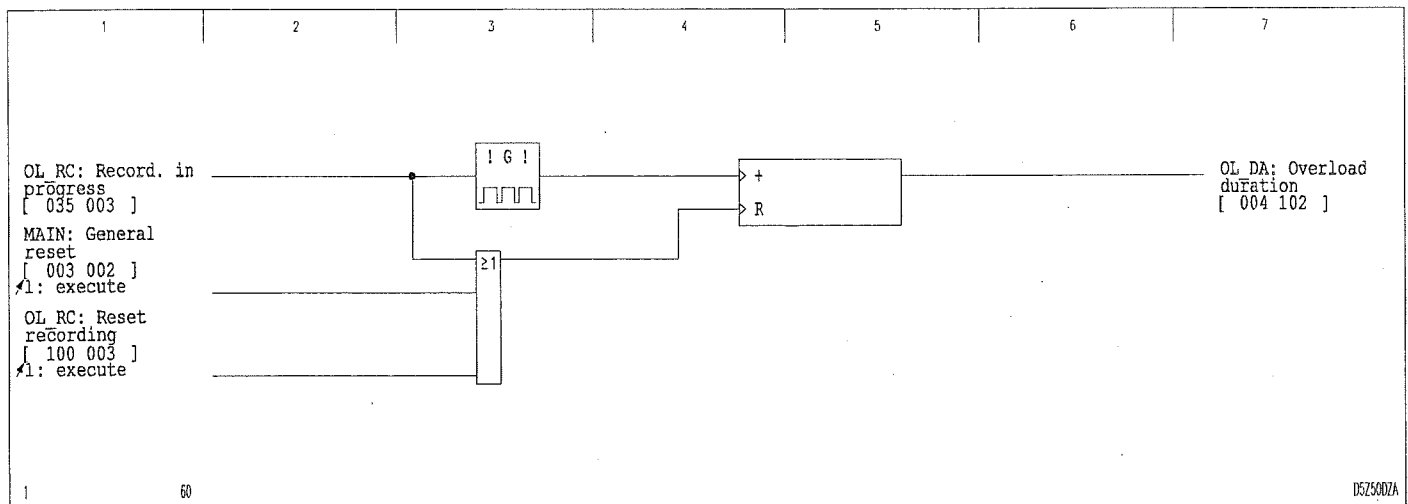 1 2 3 4 5 6 7
OL_RC: Record. in
progress
[ 035 003 ]
MAIN: General
reset
[ 003 002 ]
1: execute
OL_RC: Reset
recording
[ 100 003 ]
1: execute
! G !
≥1
+
R
OL_DA: Overload
duration
[ 004 102 ]
1 60 D5Z50DZA